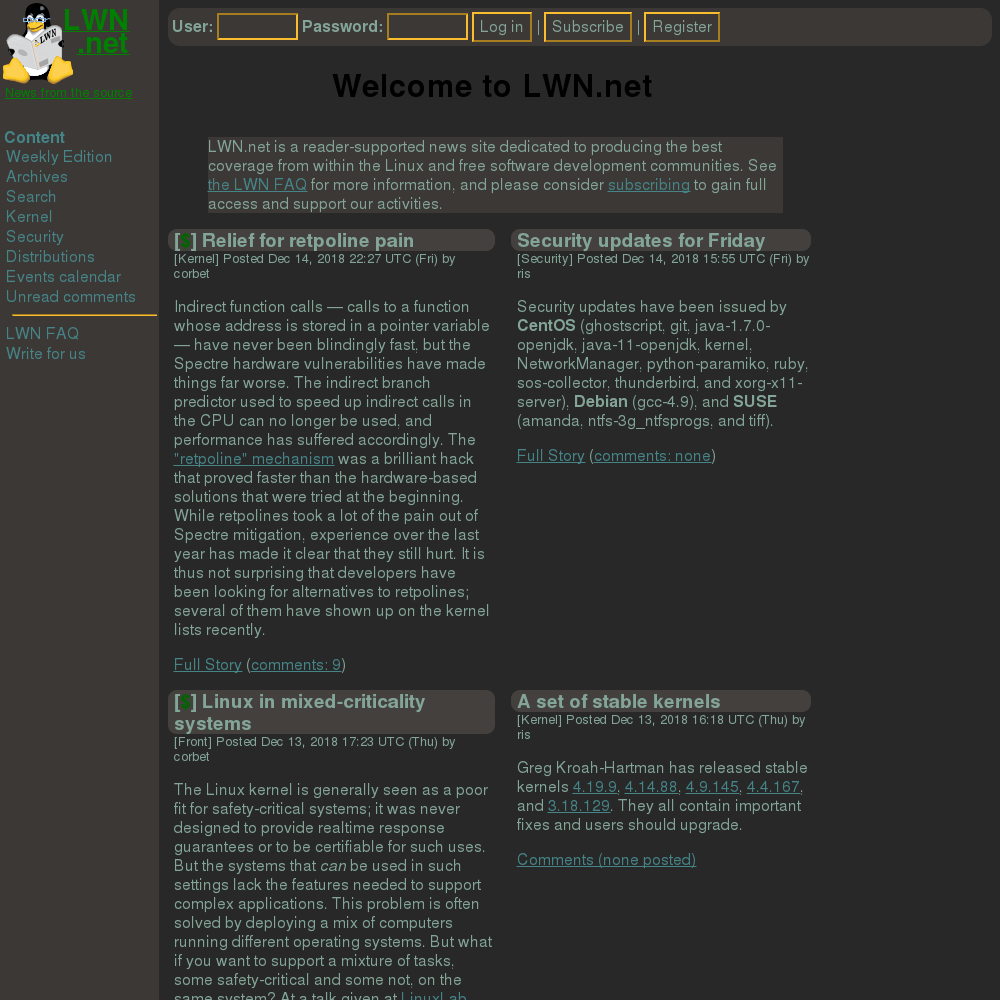 LWN
.net
News from the source
LWN
Content
Weekly Edition
Archives
Search
Kernel
Security
Distributions
Events calendar
Unread comments
LWN FAQ
Write for us
User: Password: Log in | Subscribe | Register
Welcome to LWN.net
LWN.net is a reader-supported news site dedicated to producing the best
coverage from within the Linux and free software development communities. See
the LWN FAQ for more information, and please consider subscribing to gain full
access and support our activities.
[$] Relief for retpoline pain
[Kernel] Posted Dec 14, 2018 22:27 UTC (Fri) by
corbet
Indirect function calls — calls to a function
whose address is stored in a pointer variable
— have never been blindingly fast, but the
Spectre hardware vulnerabilities have made
things far worse. The indirect branch
predictor used to speed up indirect calls in
the CPU can no longer be used, and
performance has suffered accordingly. The
"retpoline" mechanism was a brilliant hack
that proved faster than the hardware-based
solutions that were tried at the beginning.
While retpolines took a lot of the pain out of
Spectre mitigation, experience over the last
year has made it clear that they still hurt. It is
thus not surprising that developers have
been looking for alternatives to retpolines;
several of them have shown up on the kernel
lists recently.
Full Story (comments: 9)
Security updates for Friday
[Security] Posted Dec 14, 2018 15:55 UTC (Fri) by
ris
Security updates have been issued by
CentOS (ghostscript, git, java-1.7.0-
openjdk, java-11-openjdk, kernel,
NetworkManager, python-paramiko, ruby,
sos-collector, thunderbird, and xorg-x11-
server), Debian (gcc-4.9), and SUSE
(amanda, ntfs-3g_ntfsprogs, and tiff).
Full Story (comments: none)
[$] Linux in mixed-criticality
systems
[Front] Posted Dec 13, 2018 17:23 UTC (Thu) by
corbet
The Linux kernel is generally seen as a poor
fit for safety-critical systems; it was never
designed to provide realtime response
guarantees or to be certifiable for such uses.
But the systems that can be used in such
settings lack the features needed to support
complex applications. This problem is often
solved by deploying a mix of computers
running different operating systems. But what
if you want to support a mixture of tasks,
some safety-critical and some not, on the
same system? At a talk given at LinuxLab
A set of stable kernels
[Kernel] Posted Dec 13, 2018 16:18 UTC (Thu) by
ris
Greg Kroah-Hartman has released stable
kernels 4.19.9, 4.14.88, 4.9.145, 4.4.167,
and 3.18.129. They all contain important
fixes and users should upgrade.
Comments (none posted)